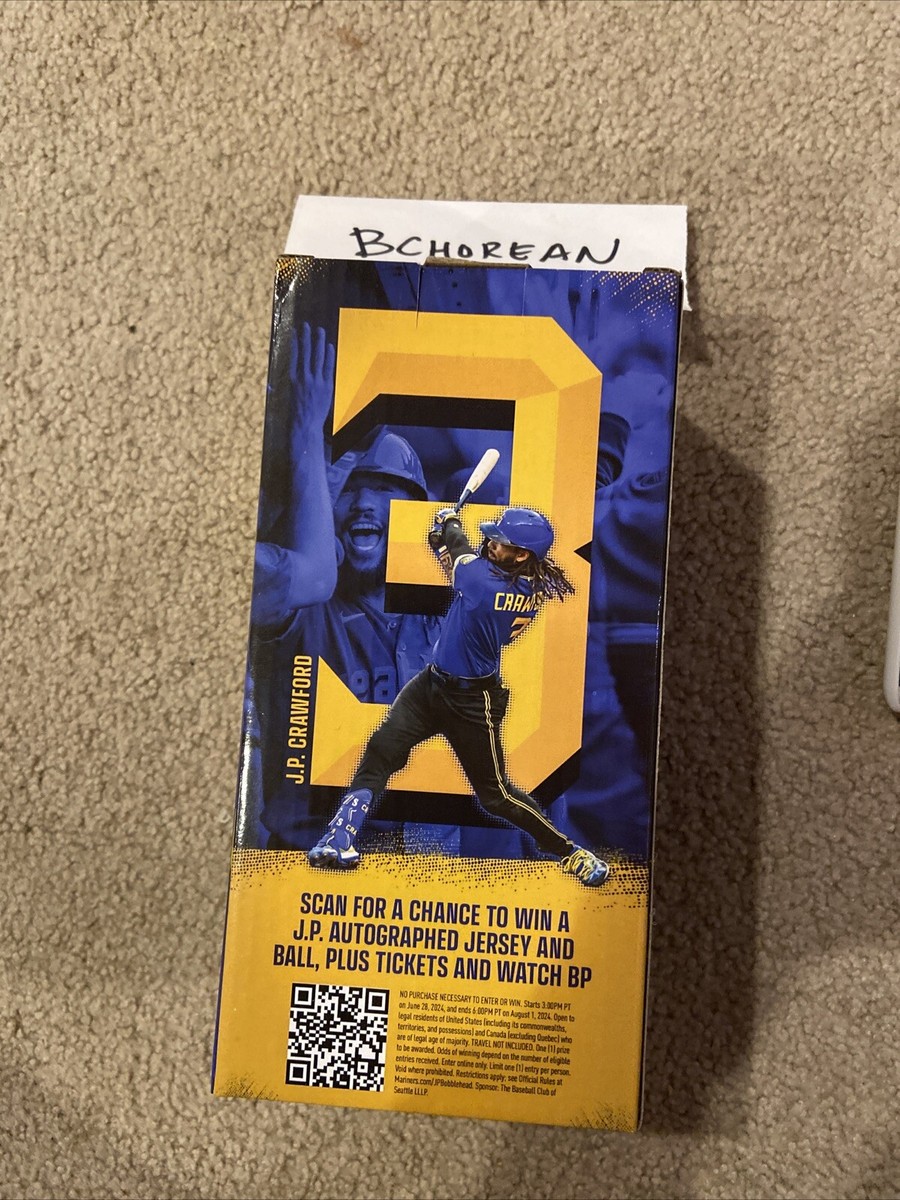 BCHOREAN
3
CRAW
3
J.P. CRAWFORD
SCAN FOR A CHANCE TO WIN A
J.P. AUTOGRAPHED JERSEY AND
BALL, PLUS TICKETS AND WATCH BP
NO PURCHASE NECESSARY TO ENTER OR WIN. Starts 3:00PM PT
on June 28, 2024, and ends 6:00PM PT on August 1, 2024. Open to
legal residents of United States (including its commonwealths,
territories, and possessions) and Canada (excluding Quebec) who
are of legal age of majority. TRAVEL NOT INCLUDED. One (1) prize
to be awarded. Odds of winning depend on the number of eligible
entries received. Enter online only. Limit one (1) entry per person.
Void where prohibited. Restrictions apply; see Official Rules at
Mariners.com/JPBobblehead. Sponsor: The Baseball Club of
Seattle LLLP.